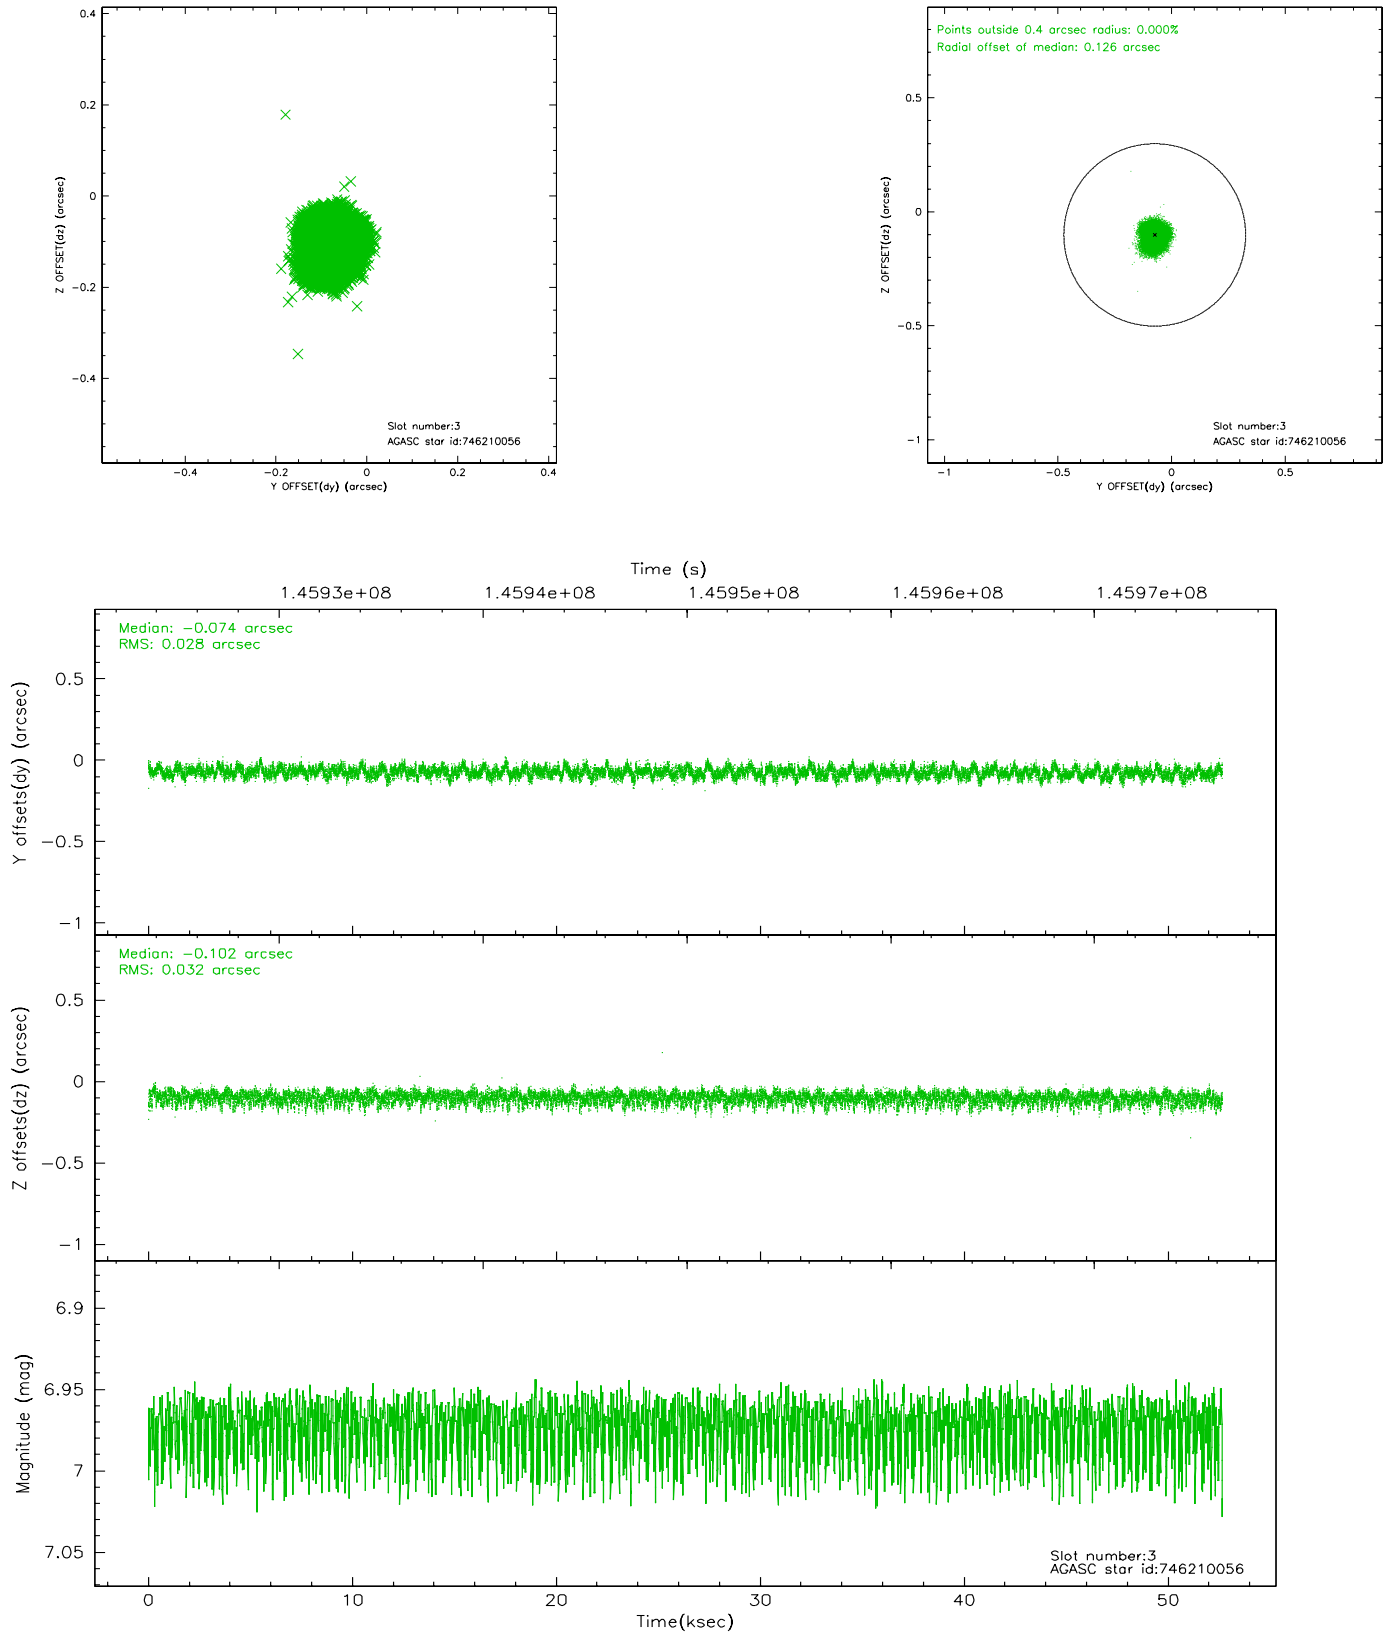 0.4
0.2
0
−0.2
−0.4
Z OFFSET(dz) (arcsec)
Slot number:3
AGASC star id:746210056
−0.4
−0.2
0
0.2
0.4
Y OFFSET(dy) (arcsec)
Points outside 0.4 arcsec radius: 0.000%
Radial offset of median: 0.126 arcsec
0.5
0
−0.5
−1
Z OFFSET(dz) (arcsec)
Slot number:3
AGASC star id:746210056
−1
−0.5
0
0.5
Y OFFSET(dy) (arcsec)
Time (s)
1.4593e+08
1.4594e+08
1.4595e+08
1.4596e+08
1.4597e+08
Median: −0.074 arcsec
RMS: 0.028 arcsec
0.5
0
−0.5
−1
Y offsets(dy) (arcsec)
Median: −0.102 arcsec
RMS: 0.032 arcsec
0.5
0
−0.5
−1
Z offsets(dz) (arcsec)
6.9
6.95
7
7.05
Magnitude (mag)
Slot number:3
AGASC star id:746210056
0
10
20
30
40
50
Time(ksec)